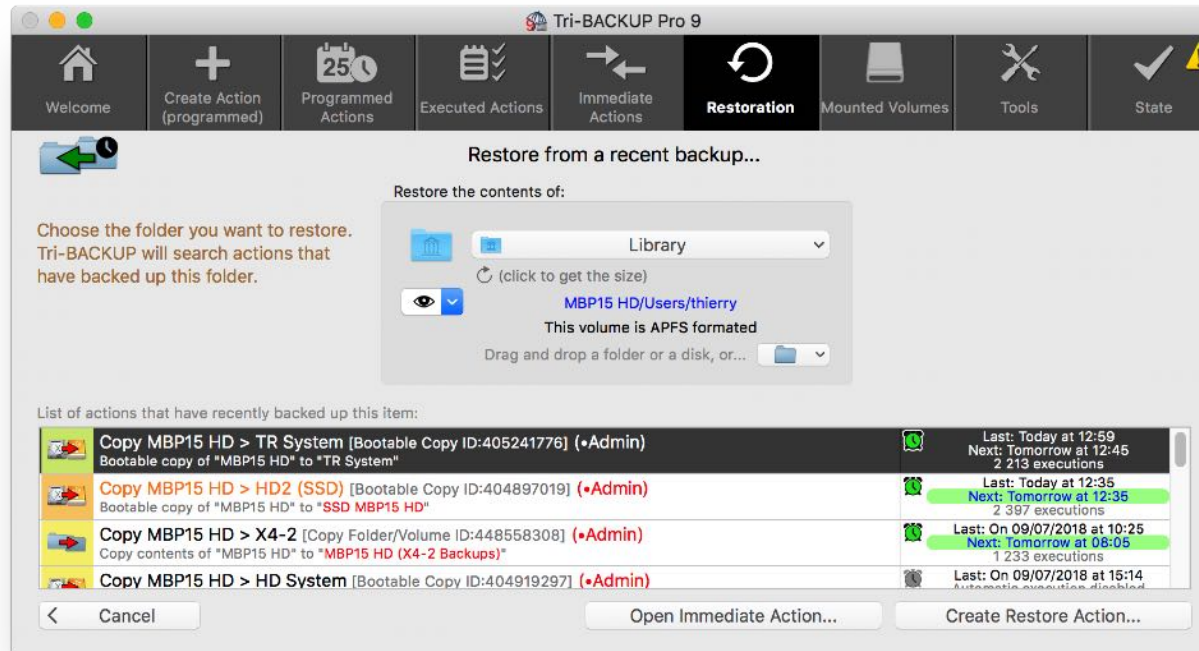 Tri-BACKUP Pro 9
Welcome
Create Action
(programmed)
25
Programmed
Actions
Executed Actions
Immediate
Actions
Restoration
Mounted Volumes
Tools
State
Restore from a recent backup...
Restore the contents of:
Choose the folder you want to restore.
Tri-BACKUP will search actions that
have backed up this folder.
Library
(click to get the size)
MBP15 HD/Users/thierry
This volume is APFS formated
Drag and drop a folder or a disk, or...
List of actions that have recently backed up this item:
Copy MBP15 HD > TR System [Bootable Copy ID:405241776] (•Admin)
Bootable copy of "MBP15 HD" to "TR System"
Last: Today at 12:59
Next: Tomorrow at 12:45
2 213 executions
Copy MBP15 HD > HD2 (SSD) [Bootable Copy ID:404897019] (•Admin)
Bootable copy of "MBP15 HD" to "SSD MBP15 HD"
Last: Today at 12:35
Next: Tomorrow at 12:35
2 397 executions
Copy MBP15 HD > X4-2 [Copy Folder/Volume ID:448558308] (•Admin)
Copy contents of "MBP15 HD" to "MBP15 HD (X4-2 Backups)"
Last: On 09/07/2018 at 10:25
Next: Tomorrow at 08:05
1 233 executions
Copy MBP15 HD > HD System [Bootable Copy ID:404919297] (•Admin)
Last: On 09/07/2018 at 15:14
Automatic execution disabled
Cancel
Open Immediate Action...
Create Restore Action...